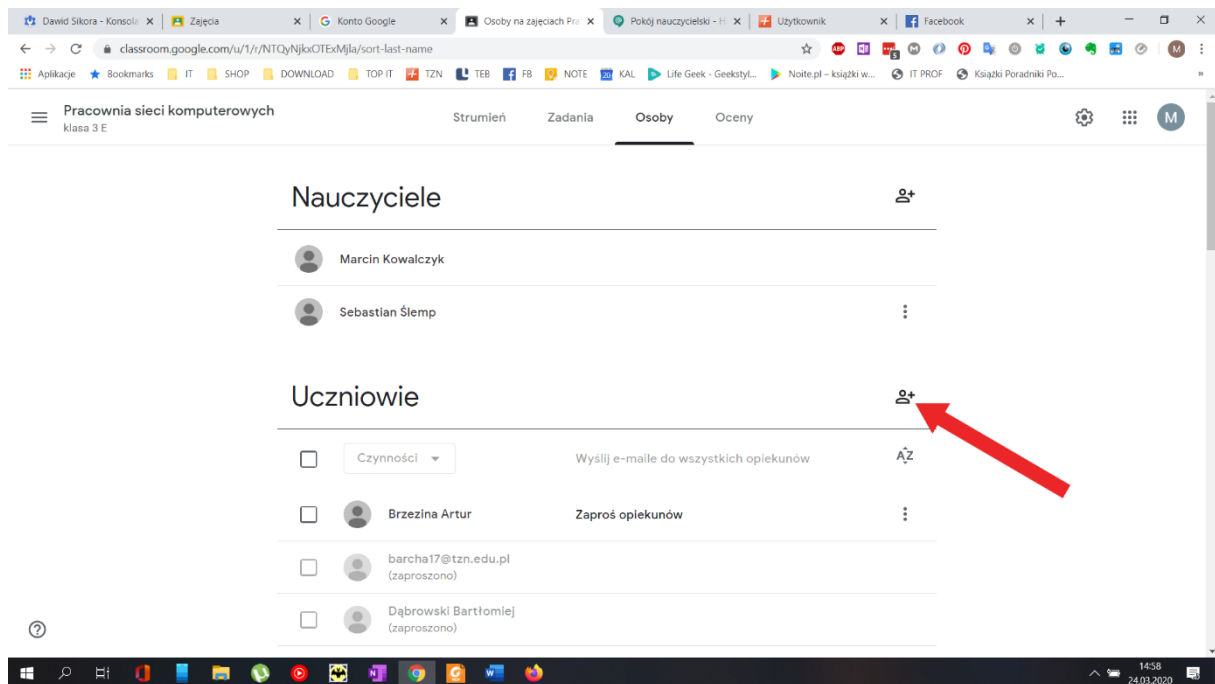 Dawid Sikora - Konsola
Zajęcia
Konto Google
Osoby na zajęciach Pra
Pokój nauczycielski - H
Użytkownik
Facebook
classroom.google.com/u/1/r/NTQyNjkxOTExMjla/sort-last-name
Aplikacje
Bookmarks
IT
SHOP
DOWNLOAD
TOP IT
TZN
TEB
FB
NOTE
KAL
Life Geek - Geekstyl...
Noite.pl – książki w...
IT PROF
Książki Poradniki Po...
Pracownia sieci komputerowych
klasa 3 E
Strumień
Zadania
Osoby
Oceny
M
Nauczyciele
Marcin Kowalczyk
Sebastian Ślemp
Uczniowie
Czynności
Wyślij e-maile do wszystkich opiekunów
AZ
Brzezina Artur
Zaproś opiekunów
barcha17@tzn.edu.pl
(zaproszono)
Dąbrowski Bartłomiej
(zaproszono)
14:58
24.03.2020